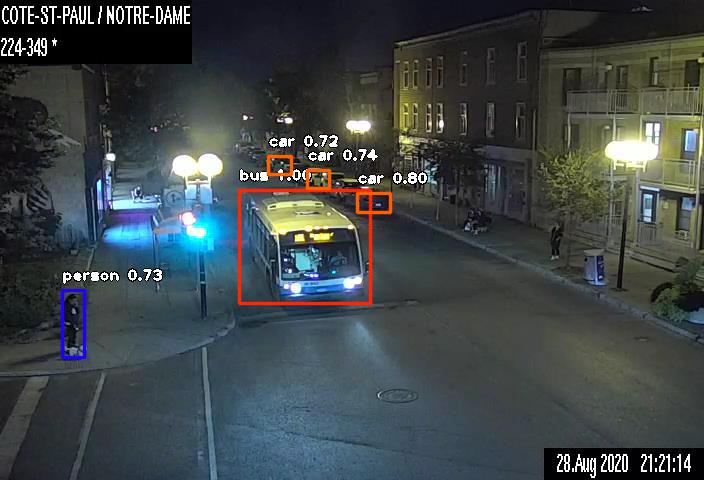 COTE-ST-PAUL / NOTRE-DAME
224-349 *
car 0.72
car 0.74
bus 1.00
car 0.80
person 0.73
28.Aug 2020 21:21:14